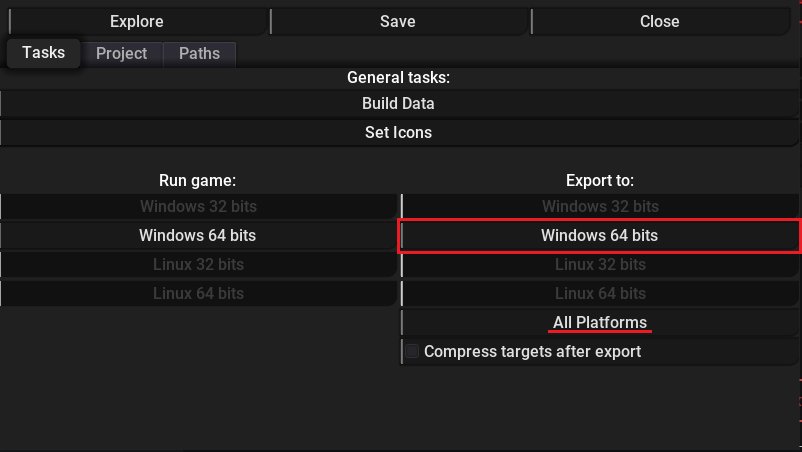 Explore Save Close
Tasks Project Paths
General tasks:
Build Data
Set Icons
Run game: Export to:
Windows 32 bits Windows 32 bits
Windows 64 bits Windows 64 bits
Linux 32 bits Linux 32 bits
Linux 64 bits Linux 64 bits
All Platforms
Compress targets after export